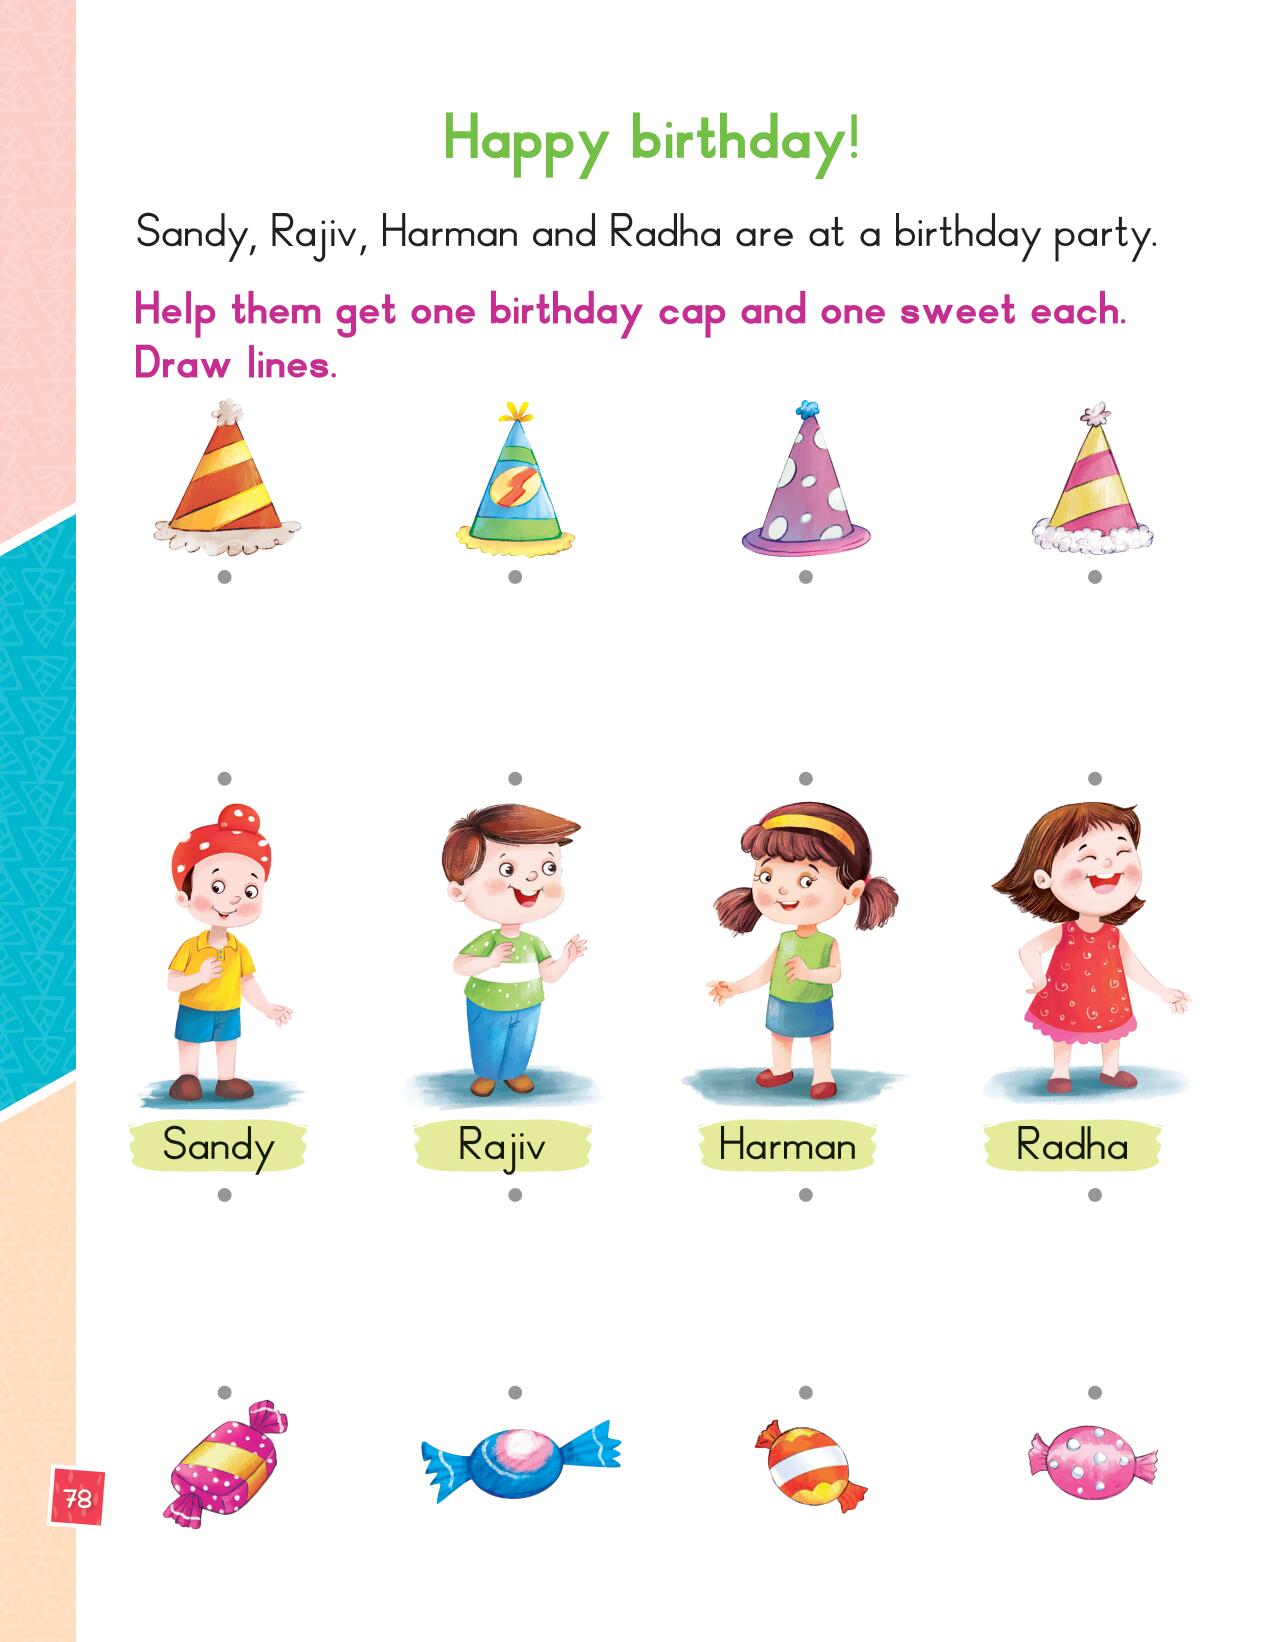 Happy birthday!
Sandy, Rajiv, Harman and Radha are at a birthday party.
Help them get one birthday cap and one sweet each.
Draw lines.
Sandy
Rajiv
Harman
Radha
78